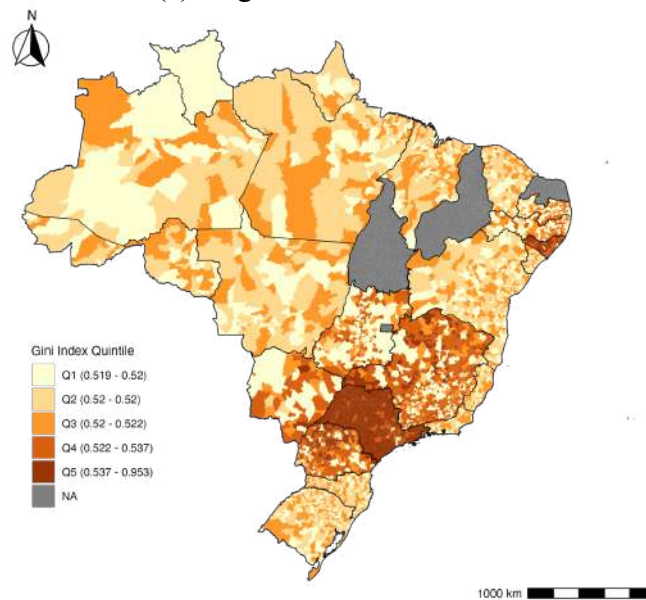 N
Gini Index Quintile
Q1 (0.519 - 0.52)
Q2 (0.52 - 0.52)
Q3 (0.52 - 0.522)
Q4 (0.522 - 0.537)
Q5 (0.537 - 0.953)
NA
1000 km